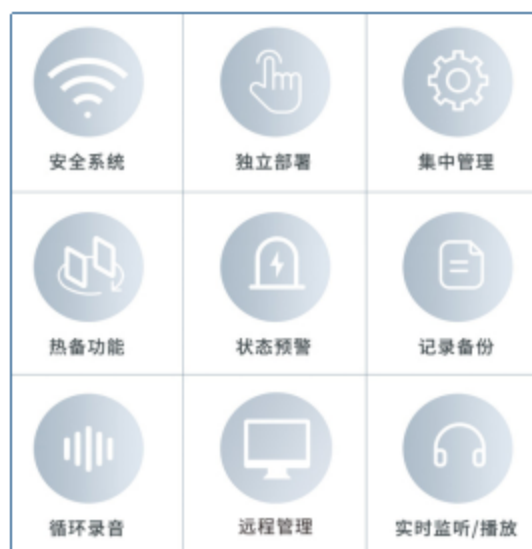 安全系统
独立部署
集中管理
热备功能
状态预警
记录备份
循环录音
远程管理
实时监听/播放